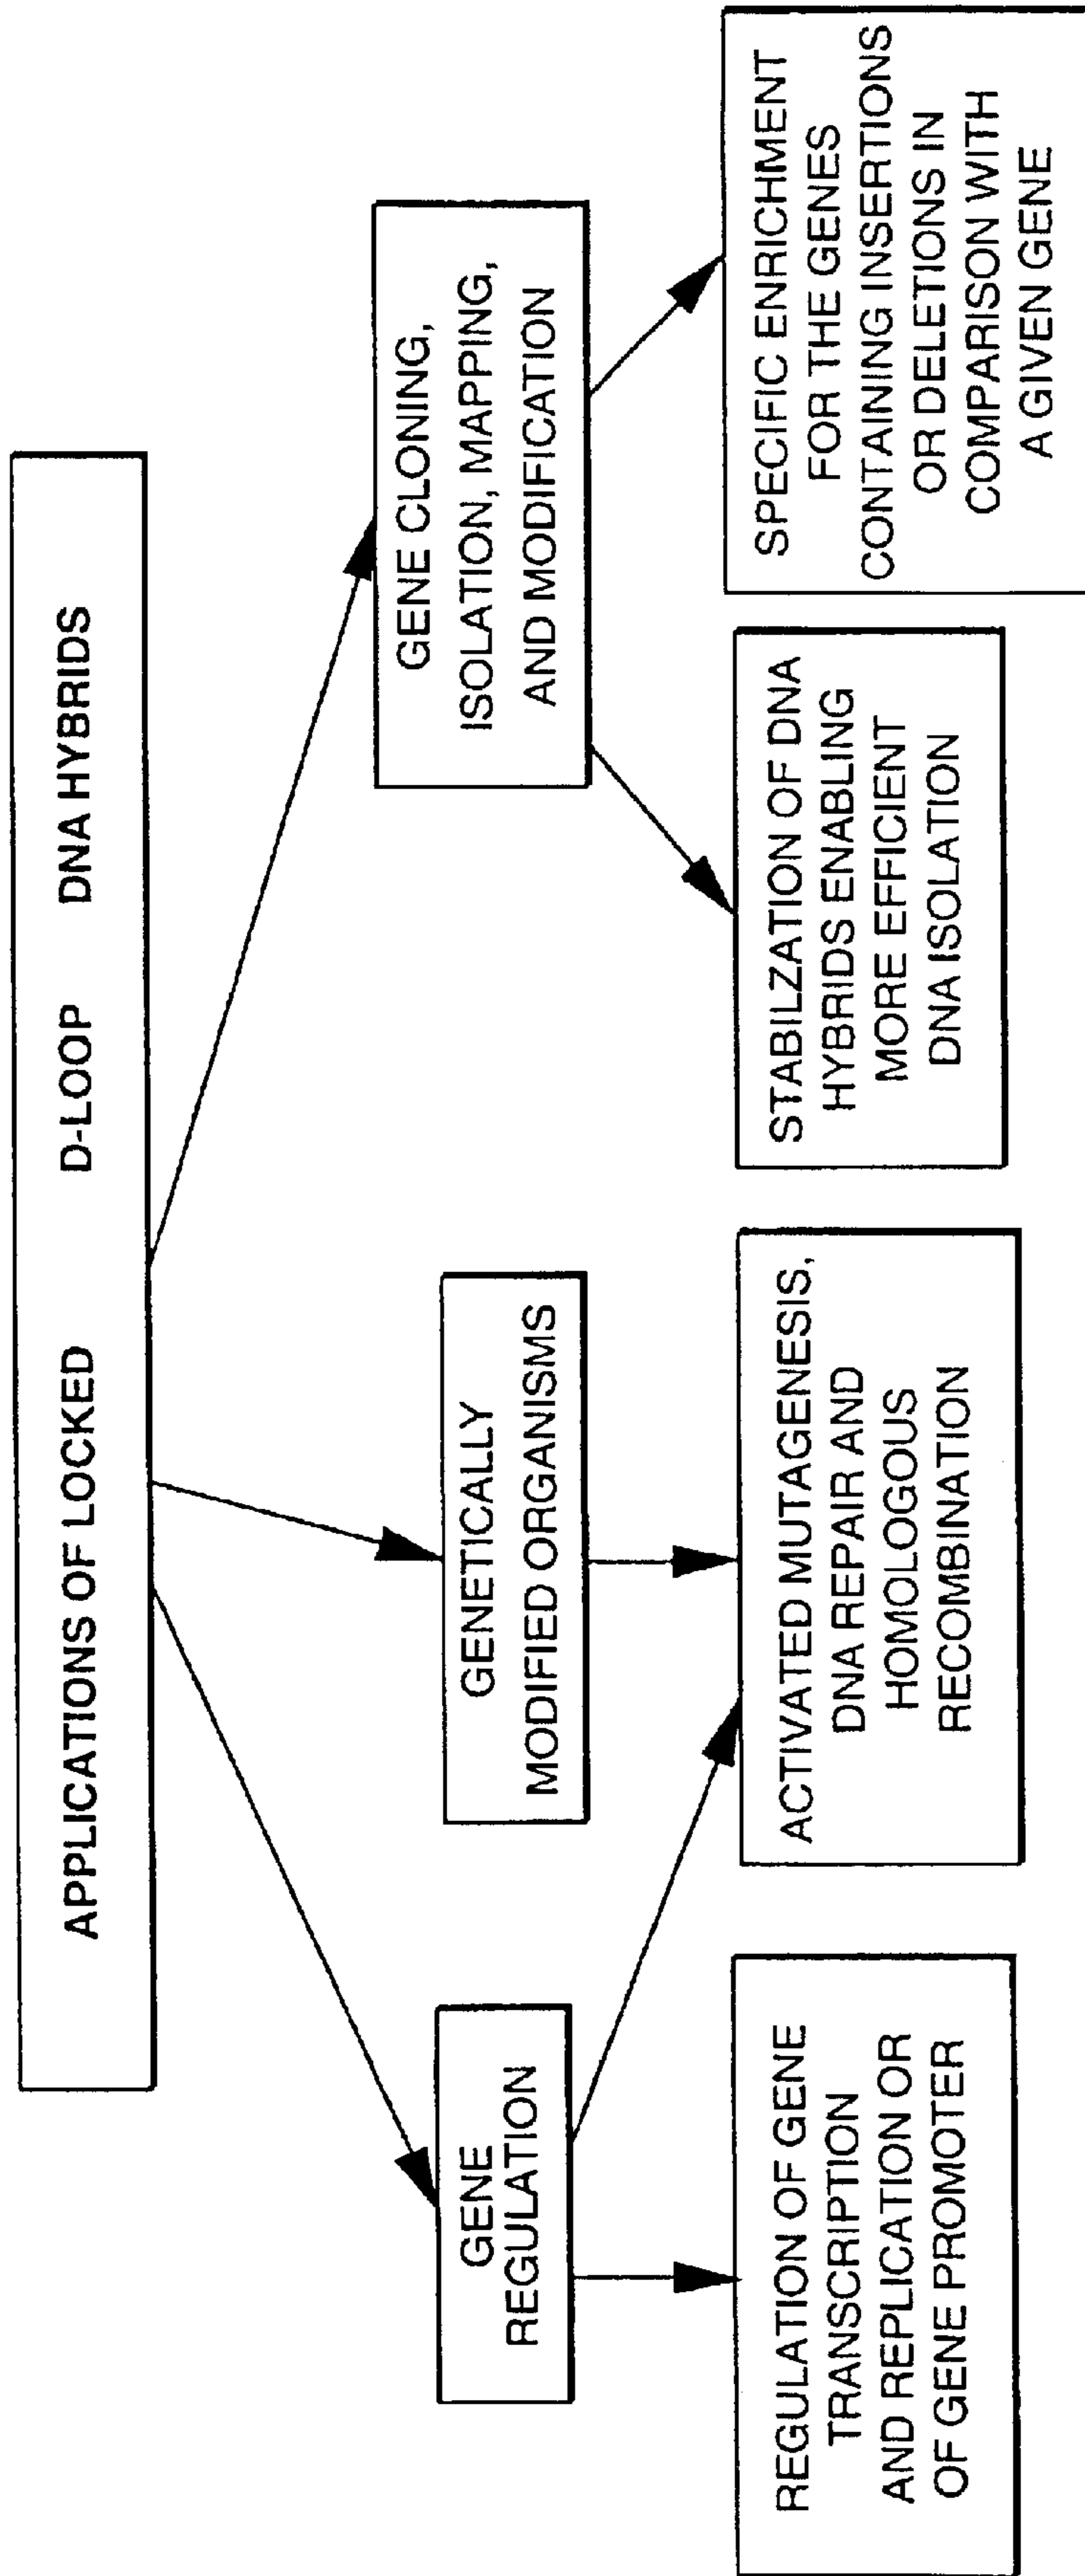 APPLICATIONS OF LOCKED D-LOOP DNA HYBRIDS
GENE
REGULATION
GENETICALLY
MODIFIED ORGANISMS
GENE CLONING,
ISOLATION, MAPPING,
AND MODIFICATION
REGULATION OF GENE
TRANSCRIPTION
AND REPLICATION OR
OF GENE PROMOTER
ACTIVATED MUTAGENESIS,
DNA REPAIR AND
HOMOLOGOUS
RECOMBINATION
STABILZATION OF DNA
HYBRIDS ENABLING
MORE EFFICIENT
DNA ISOLATION
SPECIFIC ENRICHMENT
FOR THE GENES
CONTAINING INSERTIONS
OR DELETIONS IN
COMPARISON WITH
A GIVEN GENE